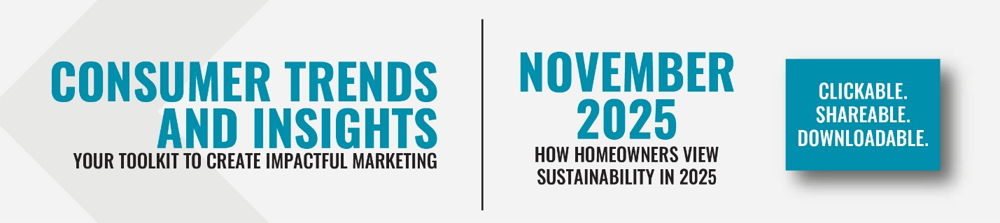 CONSUMER TRENDS
AND INSIGHTS
YOUR TOOLKIT TO CREATE IMPACTFUL MARKETING
NOVEMBER
2025
HOW HOMEOWNERS VIEW
SUSTAINABILITY IN 2025
CLICKABLE.
SHAREABLE.
DOWNLOADABLE.